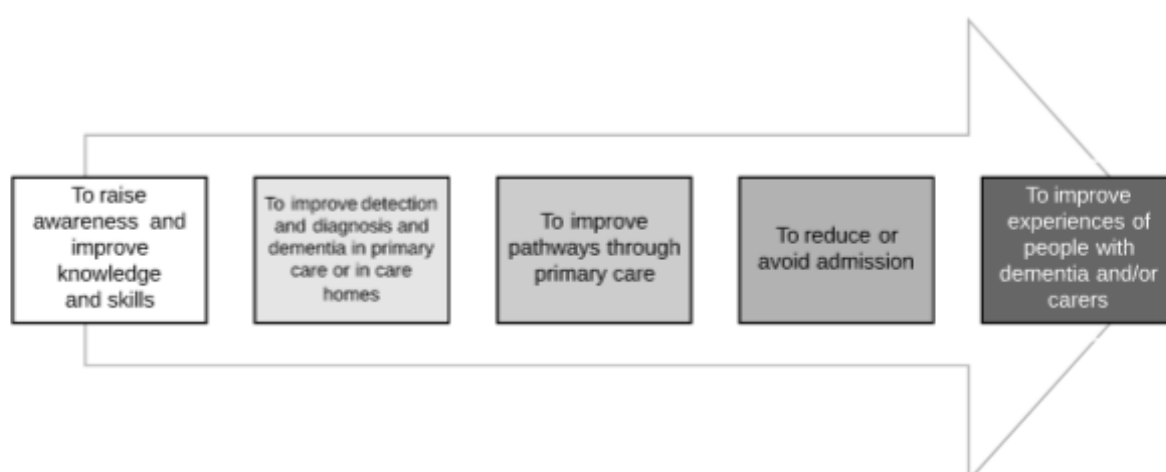 To raise
awareness and
improve
knowledge
and skills
To improve detection
and diagnosis and
dementia in primary
care or in care
homes
To improve
pathways through
primary care
To reduce or
avoid admission
To improve
experiences of
people with
dementia and/or
carers